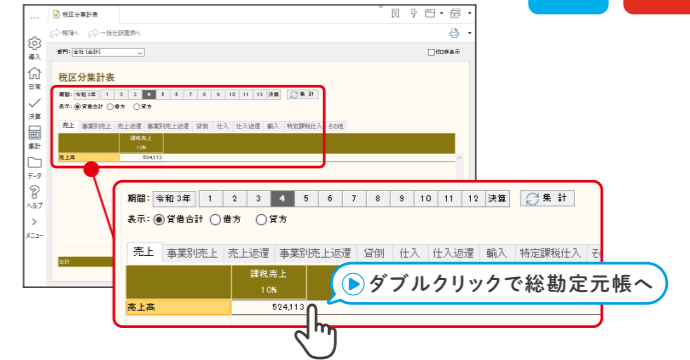 税区分集計表
帳簿へ
一括仕訳置換へ
部門: 全社 [合計]
切口非表示
導入
日常
決算
集計
データ
ヘルプ
メニュー
税区分集計表
期間: 令和 3年 1 2 3 4 5 6 7 8 9 10 11 12 決算 集 計
表示: 貸借合計 借方 貸方
売上 事業別売上 売上返還 事業別売上返還 貸倒 仕入 仕入返還 輸入 特定課税仕入 その他
課税売上
10%
売上高 524,113
合計
期間: 令和 3年 1 2 3 4 5 6 7 8 9 10 11 12 決算 集 計
表示: 貸借合計 借方 貸方
売上 事業別売上 売上返還 事業別売上返還 貸倒 仕入 仕入返還 輸入 特定課税仕入 そ
課税売上
10%
売上高 524,113
ダブルクリックで総勘定元帳へ